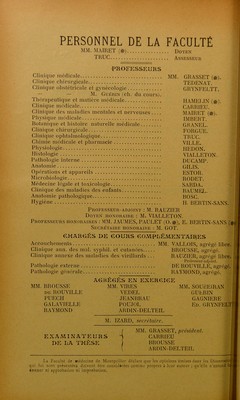 PERSONNEL DE LA FACULTÉ
MM. MAIRET (✻) DOYEN
TRUC ASSESSEUR
PROFESSEURS
Clinique médicale MM. GRASSET (✻)
Clinique chirurgicale TEDENAT.
Clinique obstétricale et gynécologie GRYNFELTT.
M. (ch. du cours).
Thérapeutique et matière médicale HAMELIN (✻)
Clinique médicale CARRIEU.
Clinique des maladies mentales et nerveuses MAIRET (✻).
Physique médicale IMBERT.
Botanique et histoire naturelle médicale GRANEL.
Clinique chirurgicale FORGUE.
Clinique ophtalmologique TRUC.
Chimie médicale et pharmacie VILLE.
Physiologie HEDON.
Histologie VIALLETON.
Pathologie interne DUCAMP.
Anatomie GILIS.
Opérations et appareils ESTOR.
Microbiologie RODET.
Médecine légale et toxicologie SARDA.
Clinique des maladies des enfants BAUMEL.
Anatomie pathologique BOSC.
Hygiène H. BERTIN-SANS.
PROFESSEUR-ADJOINT : M. RAUZIER
DOYEN HONORAIRE : M. VIALLETON.
PROFESSEURS HONORAIRES : MM. JAUMES, PAULET (O. ✻), E. BERTIN-SANS (✻)
SECRÉTAIRE HONORAIRE : M. GOT.
CHARGÉS DE COURS COMPLÉMENTAIRES
Accouchements MM. VALLOIS, agrégé libre.
Clinique ann. des mal. syphil. et cutanées BROUSSE, agrégé.
Clinique annexe des maladies des vieillards RAUZIER, agrégé libre,
Pathologie externe DE ROUVILLE, agrégé.
Pathologie générale RAYMOND, agrégé.
AGRÉGÉS EN EXERCICE
MM. BROUSSE MM. VIRES MM. SOUBEIRAN
DE ROUVILLE VEDEL GUÉRIN
PUECH JEANBRAU GAGNIERE
GALAVIELLE POUJOL ED. GRYNFELTT
RAYMOND ARDIN-DELTEIL
M. IZARD, secrétaire.
EXAMINATEURS DE LA THÈSE
MM. GRASSET, président.
CARRIEU
BROUSSE
ARDIN-DELTEIL